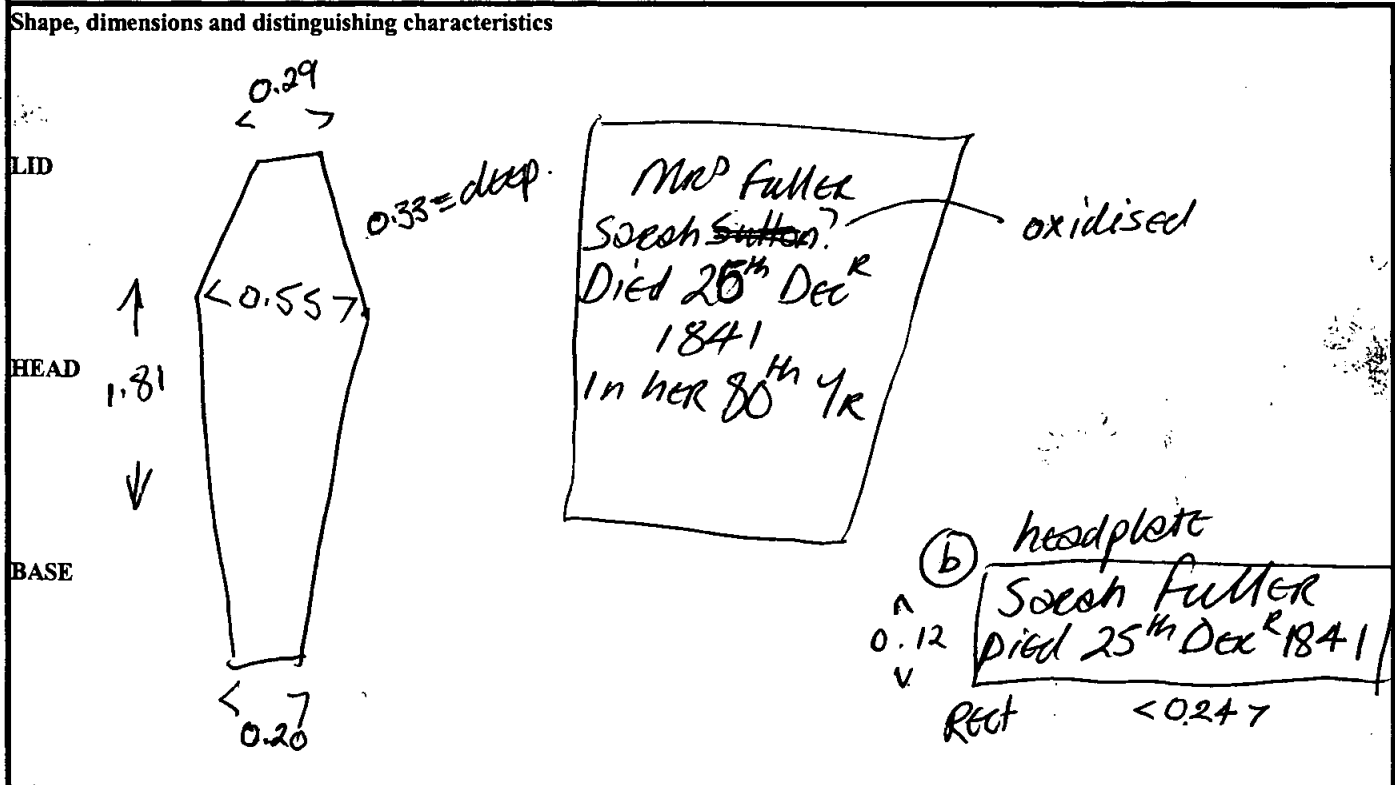 Shape, dimensions and distinguishing characteristics
0.29
< >
LID
0.33 = deep.
<0.55>
HEAD
1.81
BASE
< >
0.20
MRS Fuller
Sarah Sutton?
oxidised
Died 25th DecR
1841
In her 80th YR
b headplate
Sarah Fuller
Died 25th DecR 1841
0.12
Rect <0.24>